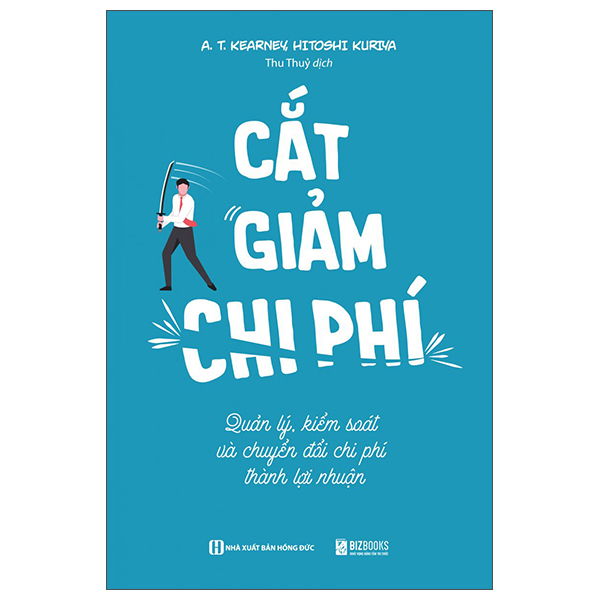 A. T. KEARNEY, HITOSHI KURIYA
Thu Thuỷ dịch
CẮT
GIẢM
CHI PHÍ
Quản lý, kiểm soát
và chuyển đổi chi phí
thành lợi nhuận
NHÀ XUẤT BẢN HỒNG ĐỨC
BIZBOOKS